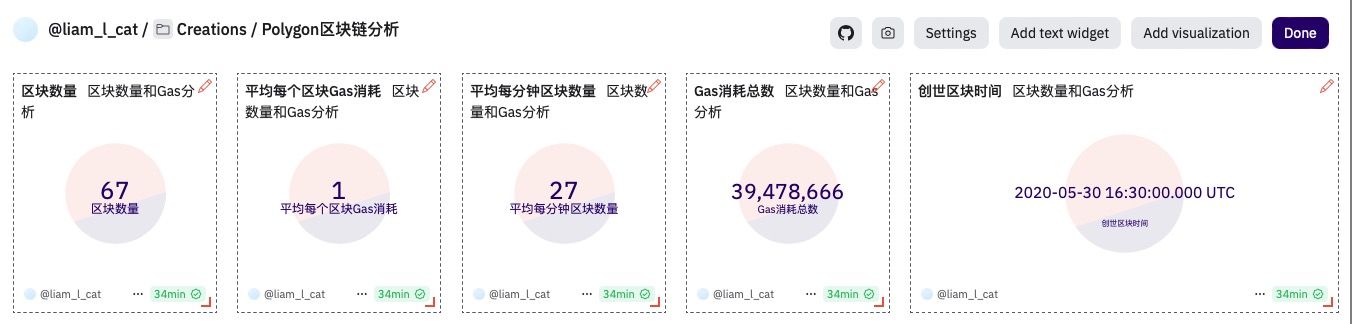 @liam_l_cat / Creations / Polygon区块链分析
Settings
Add text widget
Add visualization
Done
区块数量 区块数量和Gas分
析
67
区块数量
@liam_l_cat ··· 34min
平均每个区块Gas消耗 区块
数量和Gas分析
1
平均每个区块Gas消耗
@liam_l_cat ··· 34min
平均每分钟区块数量 区块数
量和Gas分析
27
平均每分钟区块数量
@liam_l_cat ··· 34min
Gas消耗总数 区块数量和Gas
分析
39,478,666
Gas消耗总数
@liam_l_cat ··· 34min
创世区块时间 区块数量和Gas分析
2020-05-30 16:30:00.000 UTC
创世区块时间
@liam_l_cat ··· 34min